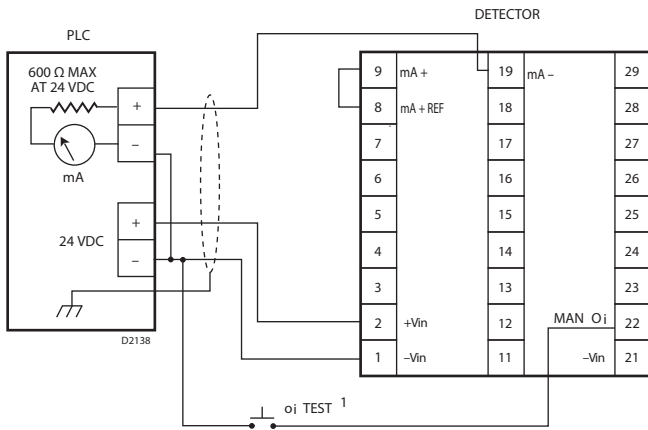 DETECTOR
PLC
600 Ω MAX
AT 24 VDC
+
–
mA
24 VDC
+
–
D2138
9 mA + 19 mA – 29
8 mA + REF 18 28
7 17 27
6 16 26
5 15 25
4 14 24
3 13 23
2 +Vin 12 MAN Oi 22
1 –Vin 11 –Vin 21
oi TEST 1